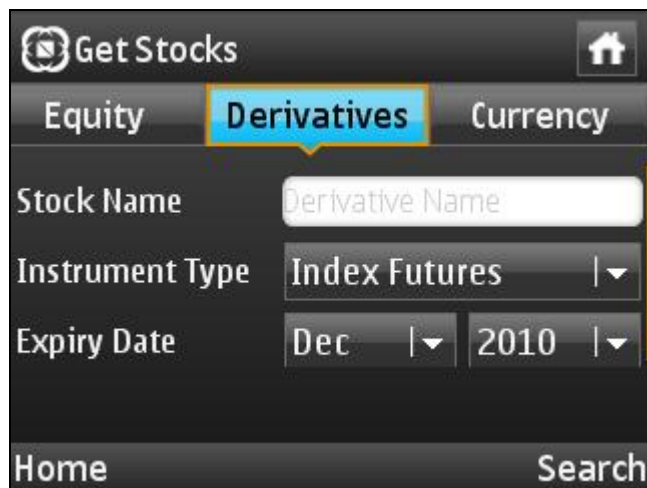 Get Stocks
Equity Derivatives Currency
Stock Name Derivative Name
Instrument Type Index Futures
Expiry Date Dec 2010
Home Search